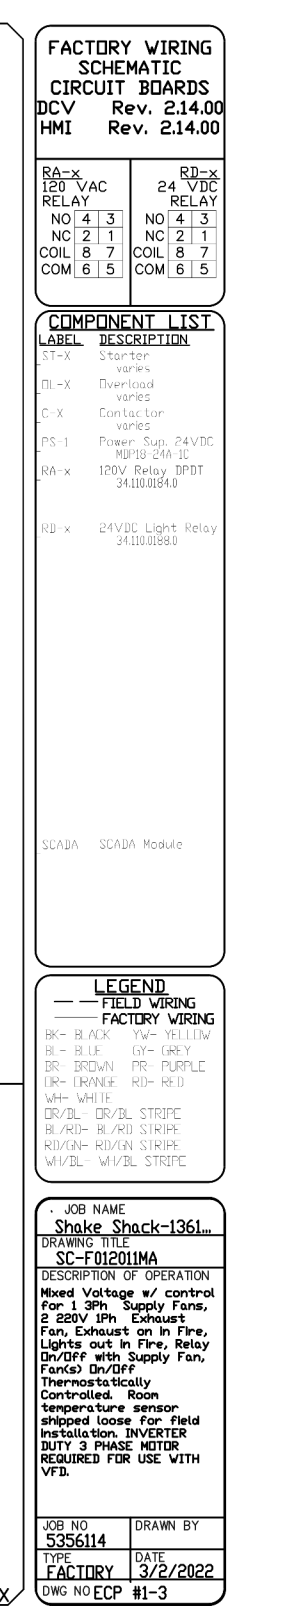 FACTORY WIRING
SCHEMATIC
CIRCUIT BOARDS
DCV Rev. 2.14.00
HMI Rev. 2.14.00
RA-x
120 VAC
RELAY
NO 4 3
NC 2 1
COIL 8 7
COM 6 5
RD-x
24 VDC
RELAY
NO 4 3
NC 2 1
COIL 8 7
COM 6 5
COMPONENT LIST
LABEL DESCRIPTION
ST-X Starter
varies
OL-X Overload
varies
C-X Contactor
varies
PS-1 Power Sup. 24VDC
MDP18-24A-1C
RA-x 120V Relay DPDT
34.110.0184.0
RD-x 24VDC Light Relay
34.110.0188.0
SCADA SCADA Module
LEGEND
FIELD WIRING
FACTORY WIRING
BK- BLACK YW- YELLOW
BL- BLUE GY- GREY
BR- BROWN PR- PURPLE
OR- ORANGE RD- RED
WH- WHITE
OR/BL- OR/BL STRIPE
BL/RD- BL/RD STRIPE
RD/GN- RD/GN STRIPE
WH/BL- WH/BL STRIPE
JOB NAME
Shake Shack-1361...
DRAWING TITLE
SC-F012011MA
DESCRIPTION OF OPERATION
Mixed Voltage w/ control
for 1 3Ph Supply Fans,
2 220V 1Ph Exhaust
Fan, Exhaust on in Fire,
Lights out in Fire, Relay
On/Off with Supply Fan,
Fan(s) On/Off
Thermostatically
Controlled. Room
temperature sensor
shipped loose for field
installation. INVERTER
DUTY 3 PHASE MOTOR
REQUIRED FOR USE WITH
VFD.
JOB NO
5356114
DRAWN BY
TYPE
FACTORY
DATE
3/2/2022
DWG NO ECP #1-3
X